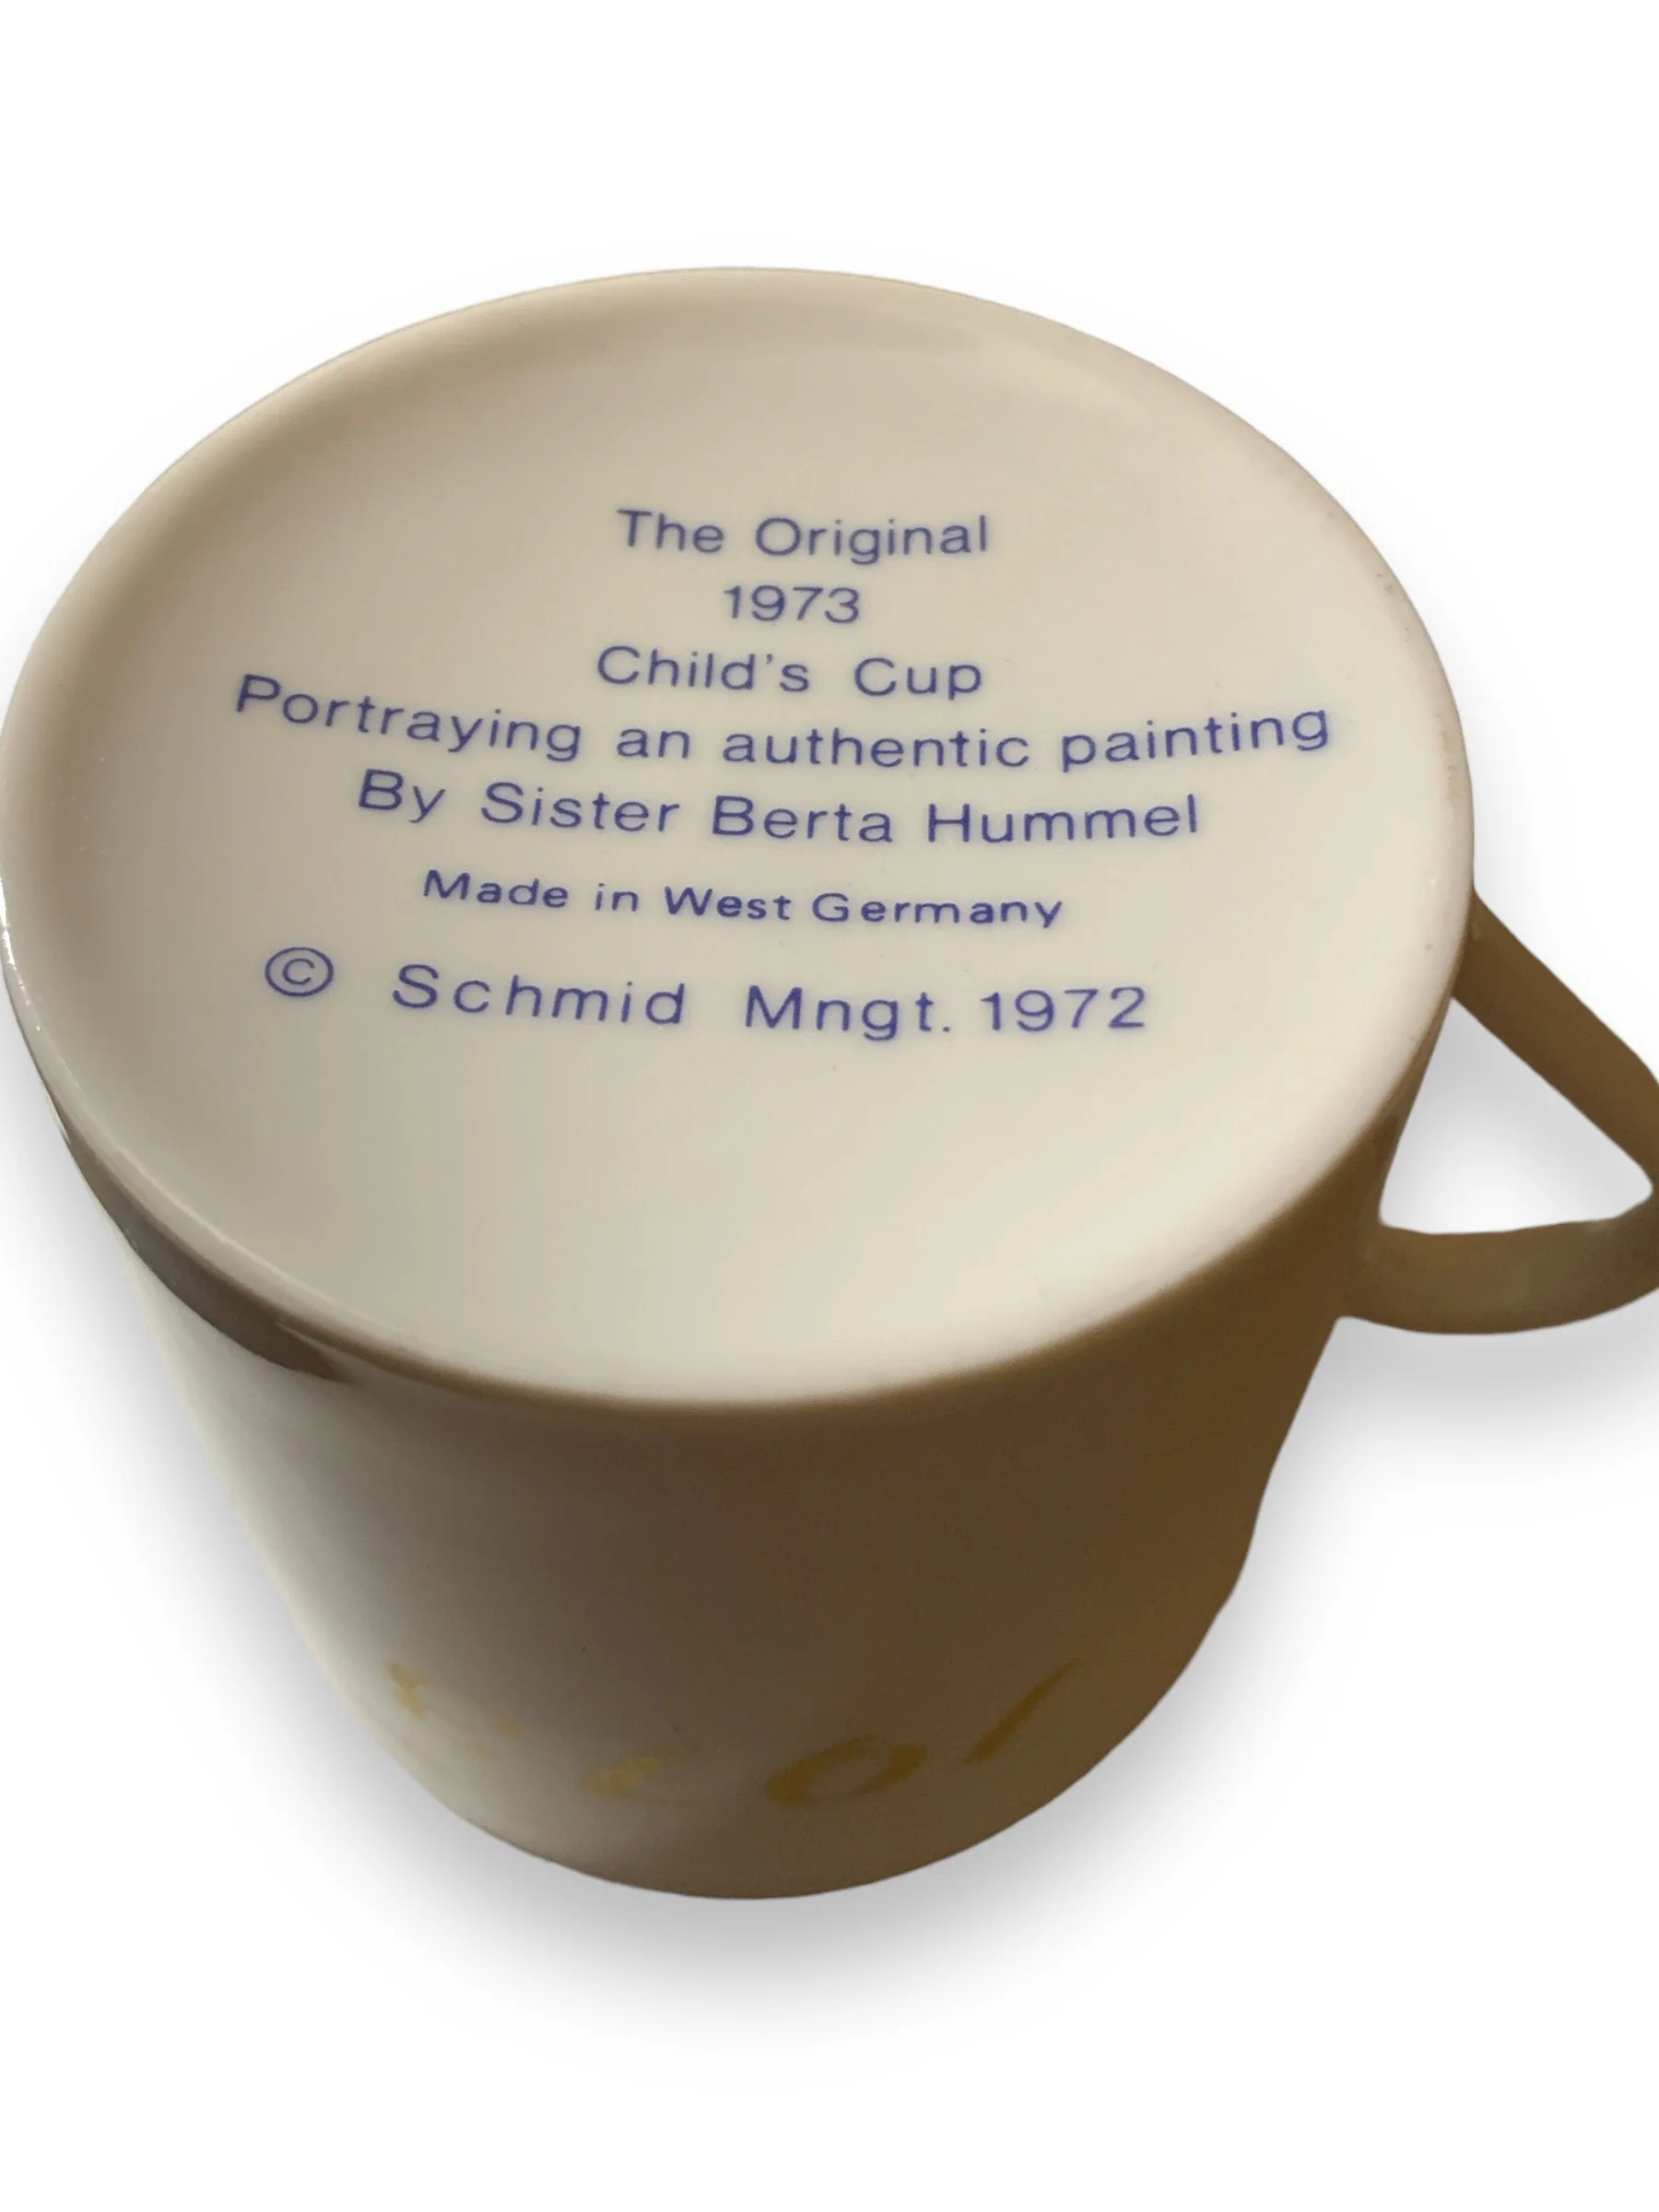 The Original
1973
Child's Cup
Portraying an authentic painting
By Sister Berta Hummel
Made in West Germany
© Schmid Mngt. 1972